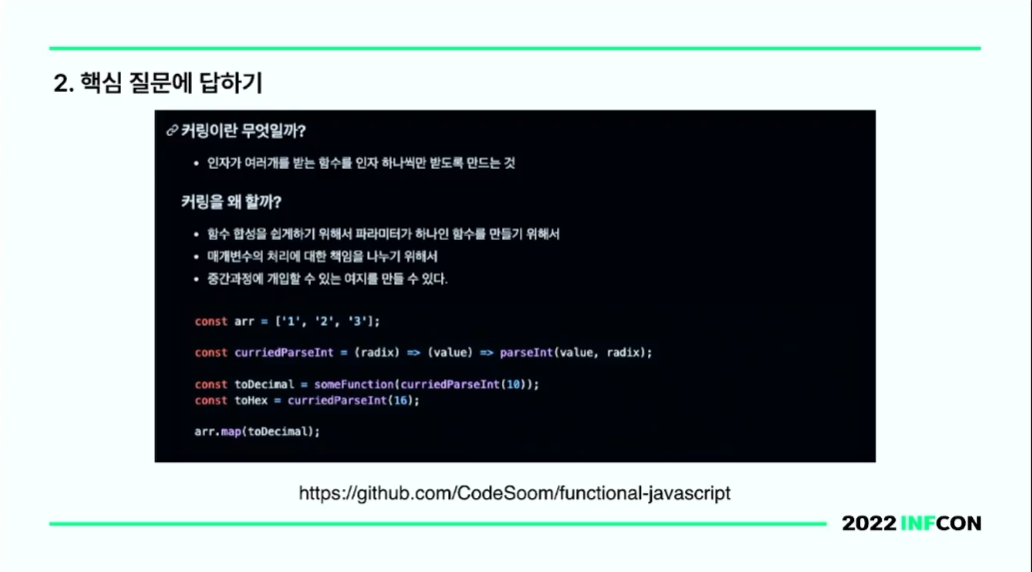 2. 핵심 질문에 답하기
커링이란 무엇일까?
• 인자가 여러개를 받는 함수를 인자 하나씩만 받도록 만드는 것
커링을 왜 할까?
• 함수 합성을 쉽게하기 위해서 파라미터가 하나인 함수를 만들기 위해서
• 매개변수의 처리에 대한 책임을 나누기 위해서
• 중간과정에 개입할 수 있는 여지를 만들 수 있다.
const arr = ['1', '2', '3'];
const curriedParseInt = (radix) => (value) => parseInt(value, radix);
const toDecimal = someFunction(curriedParseInt(10));
const toHex = curriedParseInt(16);
arr.map(toDecimal);
https://github.com/CodeSoom/functional-javascript
2022 INFCON